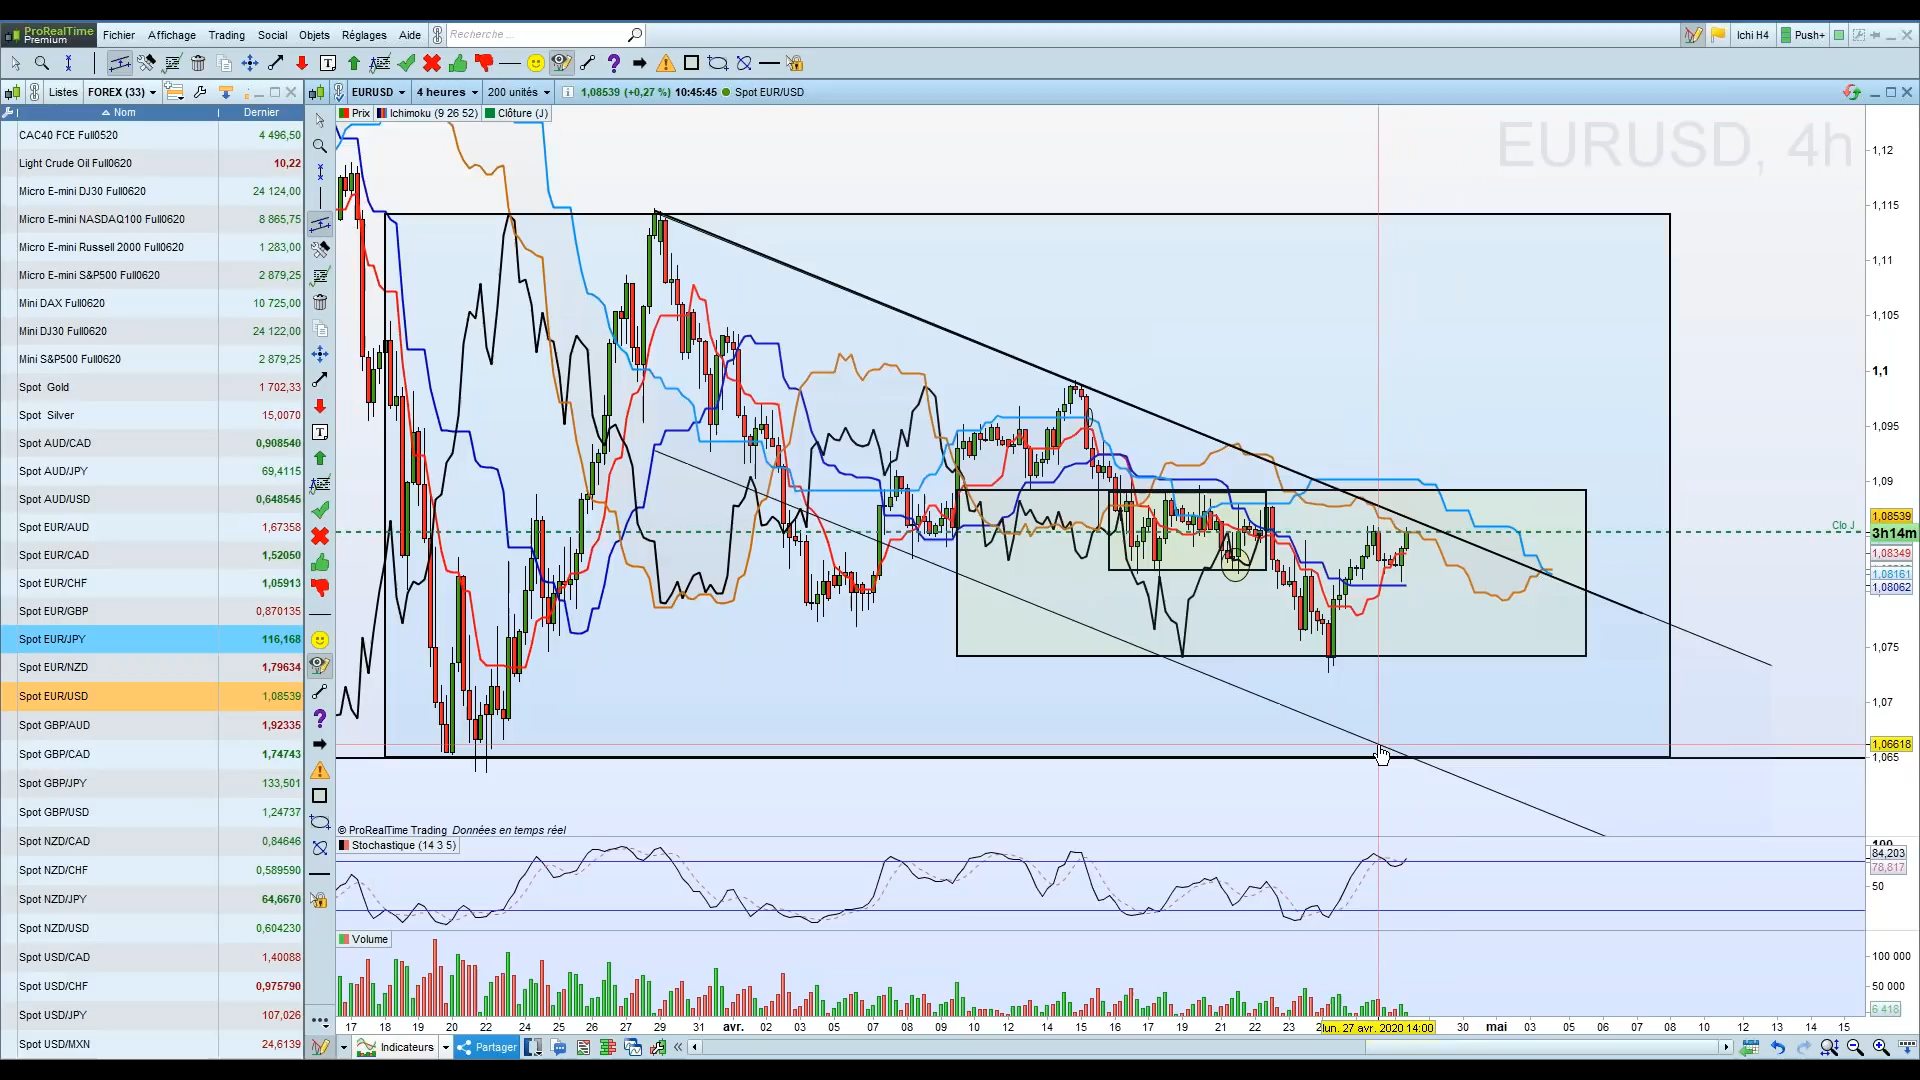 ProRealTime
Premium
Fichier Affichage Trading Social Objets Réglages Aide Recherche... Ichi H4 Push+
Listes FOREX (33) EURUSD 4 heures 200 unités 1,08539 (+0,27 %) 10:45:45 Spot EUR/USD
Nom Dernier
Prix Ichimoku (9 26 52) Clôture (J)
EURUSD, 4h
CAC40 FCE Full0520 4 496,50
Light Crude Oil Full0620 10,22
Micro E-mini DJ30 Full0620 24 124,00
Micro E-mini NASDAQ100 Full0620 8 865,75
Micro E-mini Russell 2000 Full0620 1 283,00
Micro E-mini S&P500 Full0620 2 879,25
Mini DAX Full0620 10 725,00
Mini DJ30 Full0620 24 122,00
Mini S&P500 Full0620 2 879,25
Spot Gold 1 702,33
Spot Silver 15,0070
Spot AUD/CAD 0,908540
Spot AUD/JPY 69,4115
Spot AUD/USD 0,648545
Spot EUR/AUD 1,67358
Spot EUR/CAD 1,52050
Spot EUR/CHF 1,05913
Spot EUR/GBP 0,870135
Spot EUR/JPY 116,168
Spot EUR/NZD 1,79634
Spot EUR/USD 1,08539
Spot GBP/AUD 1,92335
Spot GBP/CAD 1,74743
Spot GBP/JPY 133,501
Spot GBP/USD 1,24737
Spot NZD/CAD 0,84646
Spot NZD/CHF 0,589590
Spot NZD/JPY 64,6670
Spot NZD/USD 0,604230
Spot USD/CAD 1,40088
Spot USD/CHF 0,975790
Spot USD/JPY 107,026
Spot USD/MXN 24,6139
1,12
1,115
1,11
1,105
1,1
1,095
1,09
1,08539
Clo J
3h14m
1,08349
1,08161
1,08062
1,075
1,07
1,06618
1,065
© ProRealTime Trading Données en temps réel
Stochastique (14 3 5)
100
84,203
78,817
50
Volume
100 000
50 000
6 418
17 18 19 20 22 23 24 25 26 27 29 30 31 avr. 02 03 05 07 08 09 10 13 14 15 16 17 19 21 22 23 lun. 27 avr. 2020 14:00 30 mai 03 05 06 07 08 10 12 13 14 15
Indicateurs Partager